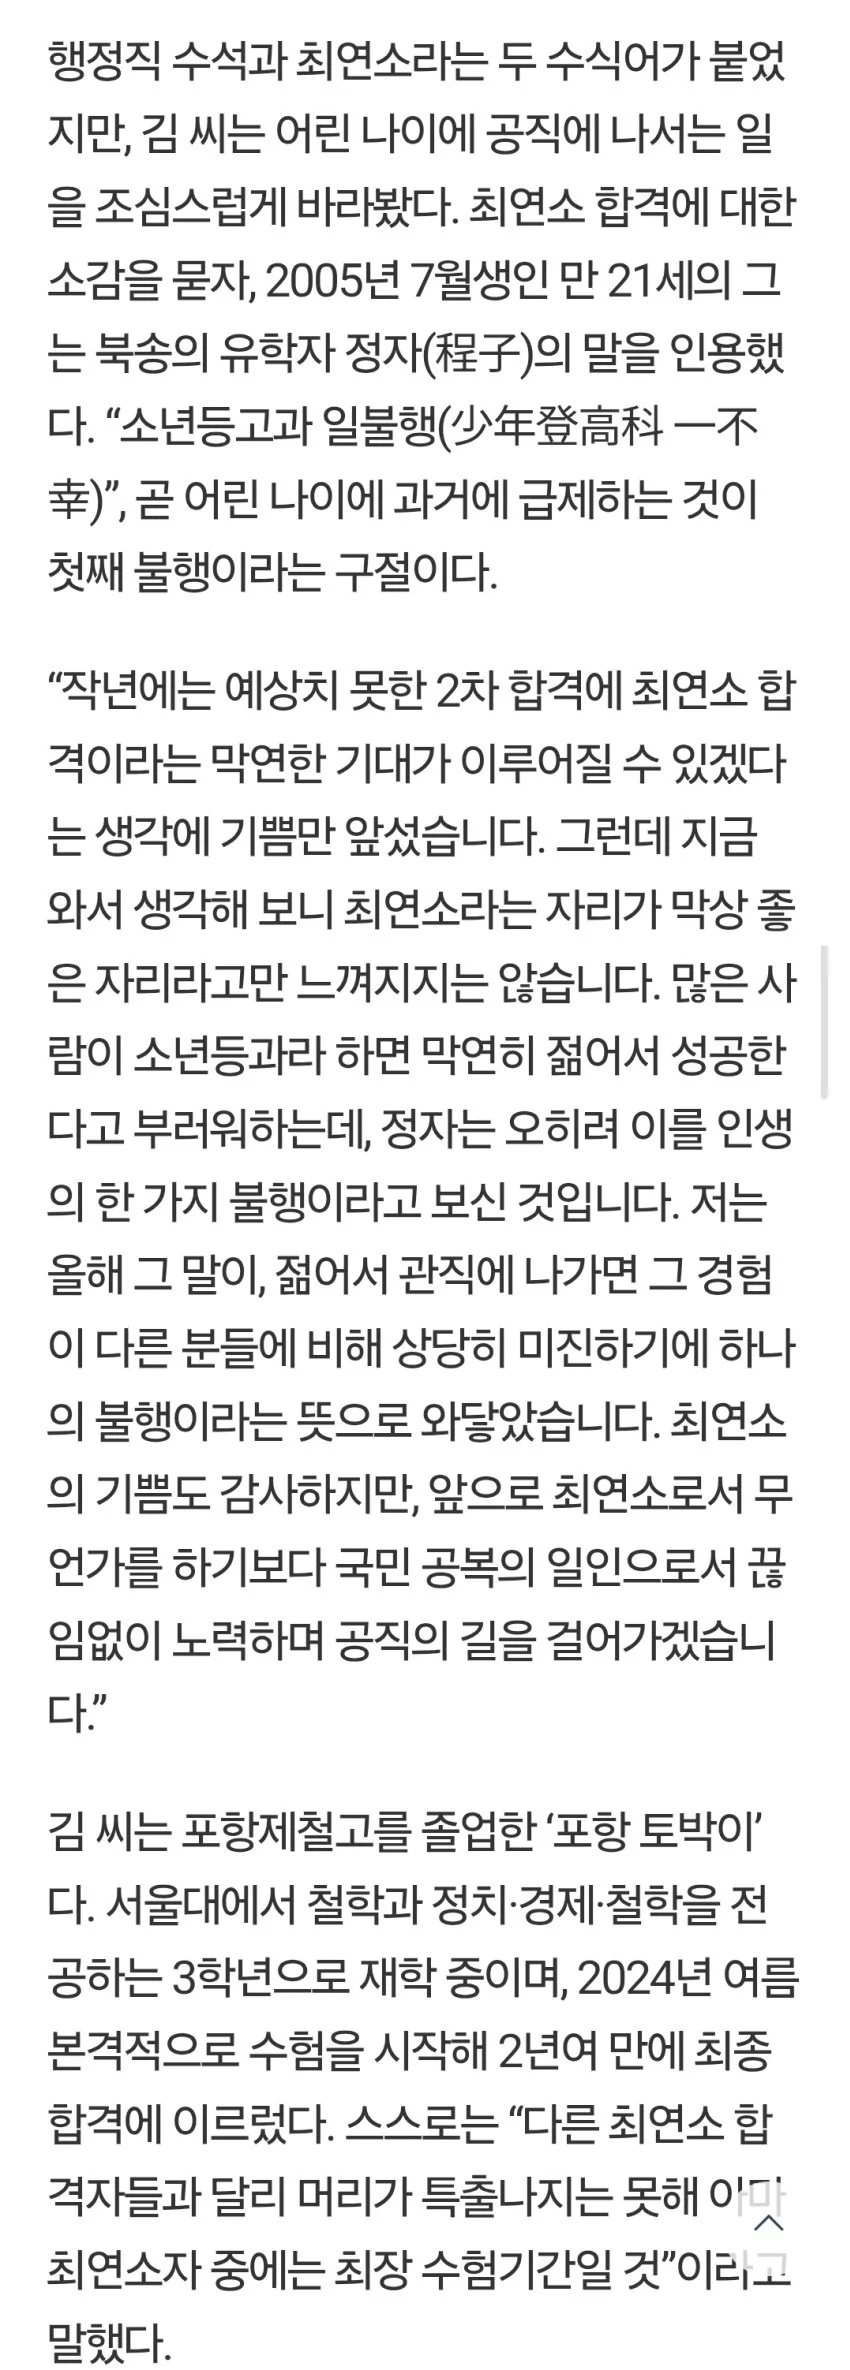 행정직 수석과 최연소라는 두 수식어가 붙었
지만, 김 씨는 어린 나이에 공직에 나서는 일
을 조심스럽게 바라봤다. 최연소 합격에 대한
소감을 묻자, 2005년 7월생인 만 21세의 그
는 북송의 유학자 정자(程子)의 말을 인용했
다. “소년등고과 일불행(少年登高科 一不
幸)”, 곧 어린 나이에 과거에 급제하는 것이
첫째 불행이라는 구절이다.
“작년에는 예상치 못한 2차 합격에 최연소 합
격이라는 막연한 기대가 이루어질 수 있겠다
는 생각에 기쁨만 앞섰습니다. 그런데 지금
와서 생각해 보니 최연소라는 자리가 막상 좋
은 자리라고만 느껴지지는 않습니다. 많은 사
람이 소년등과라 하면 막연히 젊어서 성공한
다고 부러워하는데, 정자는 오히려 이를 인생
의 한 가지 불행이라고 보신 것입니다. 저는
올해 그 말이, 젊어서 관직에 나가면 그 경험
이 다른 분들에 비해 상당히 미진하기에 하나
의 불행이라는 뜻으로 와닿았습니다. 최연소
의 기쁨도 감사하지만, 앞으로 최연소로서 무
언가를 하기보다 국민 공복의 일인으로서 끊
임없이 노력하며 공직의 길을 걸어가겠습니
다.”
김 씨는 포항제철고를 졸업한 ‘포항 토박이’
다. 서울대에서 철학과 정치·경제·철학을 전
공하는 3학년으로 재학 중이며, 2024년 여름
본격적으로 수험을 시작해 2년여 만에 최종
합격에 이르렀다. 스스로는 “다른 최연소 합
격자들과 달리 머리가 특출나지는 못해 아마
최연소자 중에는 최장 수험기간일 것”이라고
말했다.